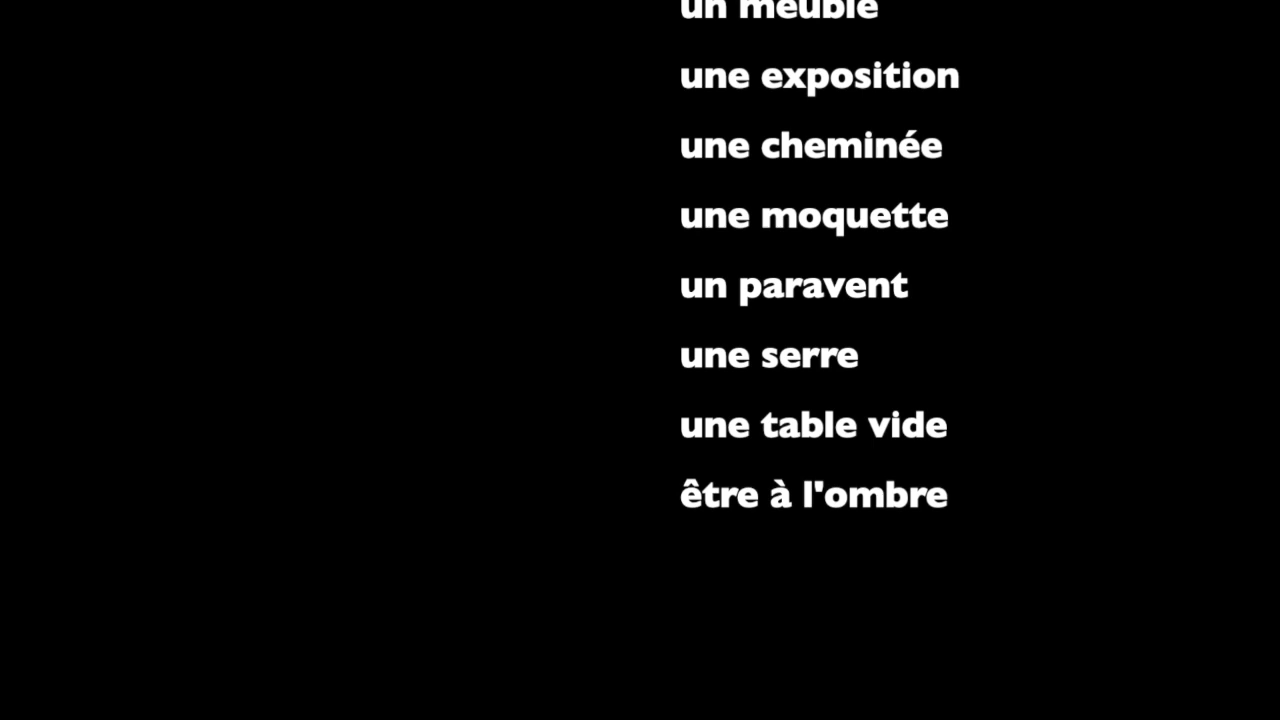 un meuble
une exposition
une cheminée
une moquette
un paravent
une serre
une table vide
être à l'ombre